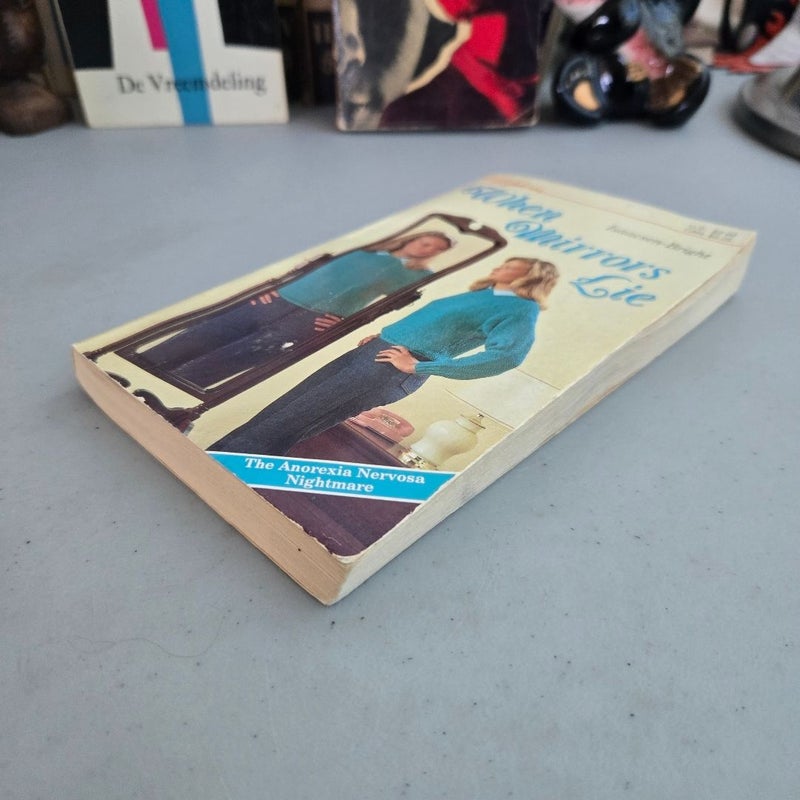 De Vreemdeling
When
Mirrors
Lie
The Anorexia Nervosa
Nightmare